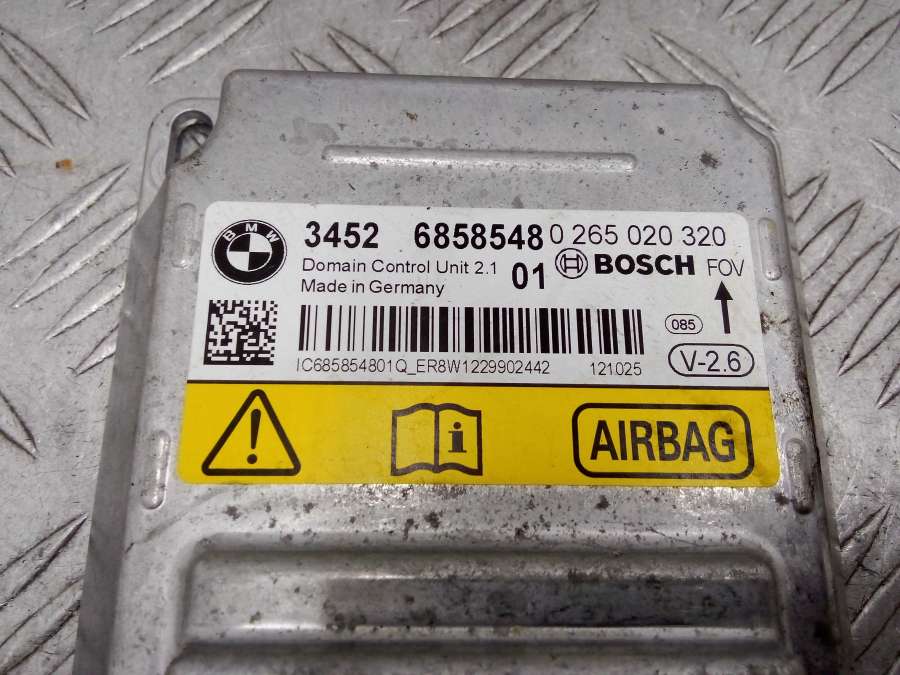 BMW 3452 6858548 0 265 020 320
Domain Control Unit 2.1 01 BOSCH FOV
Made in Germany
085
V-2.6
IC685854801Q_ER8W1229902442 121025
i AIRBAG